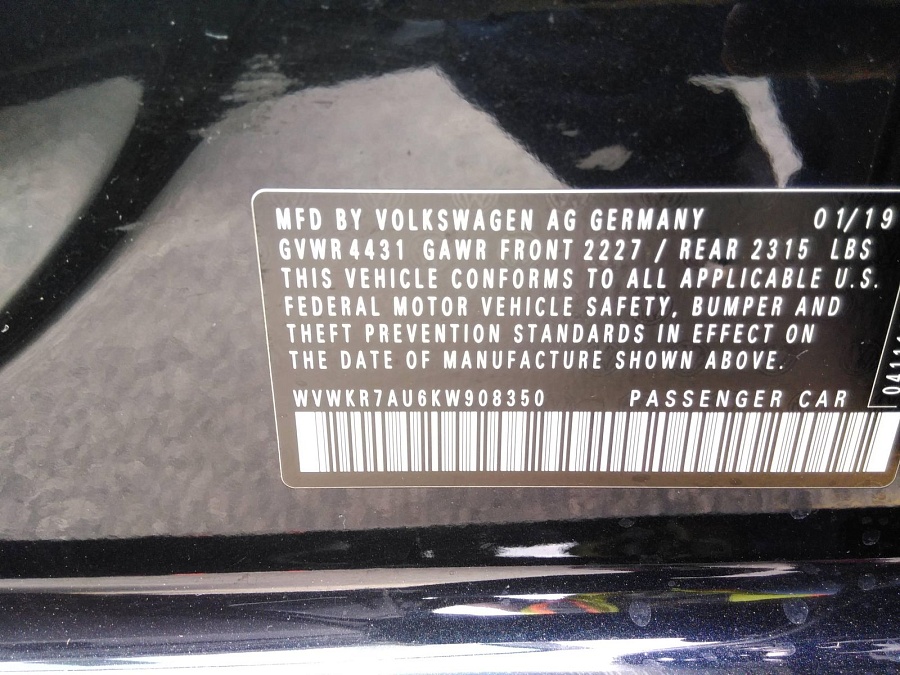 MFD BY VOLKSWAGEN AG GERMANY 01/19
GVWR 4431 GAWR FRONT 2227 / REAR 2315 LBS
THIS VEHICLE CONFORMS TO ALL APPLICABLE U.S.
FEDERAL MOTOR VEHICLE SAFETY, BUMPER AND
THEFT PREVENTION STANDARDS IN EFFECT ON
THE DATE OF MANUFACTURE SHOWN ABOVE.
WVWKR7AU6KW908350 PASSENGER CAR